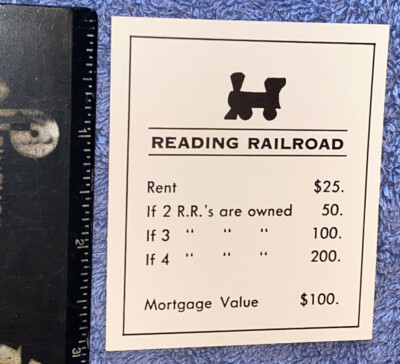 READING RAILROAD
Rent $25.
If 2 R.R.'s are owned 50.
If 3 " " " 100.
If 4 " " " 200.
Mortgage Value $100.